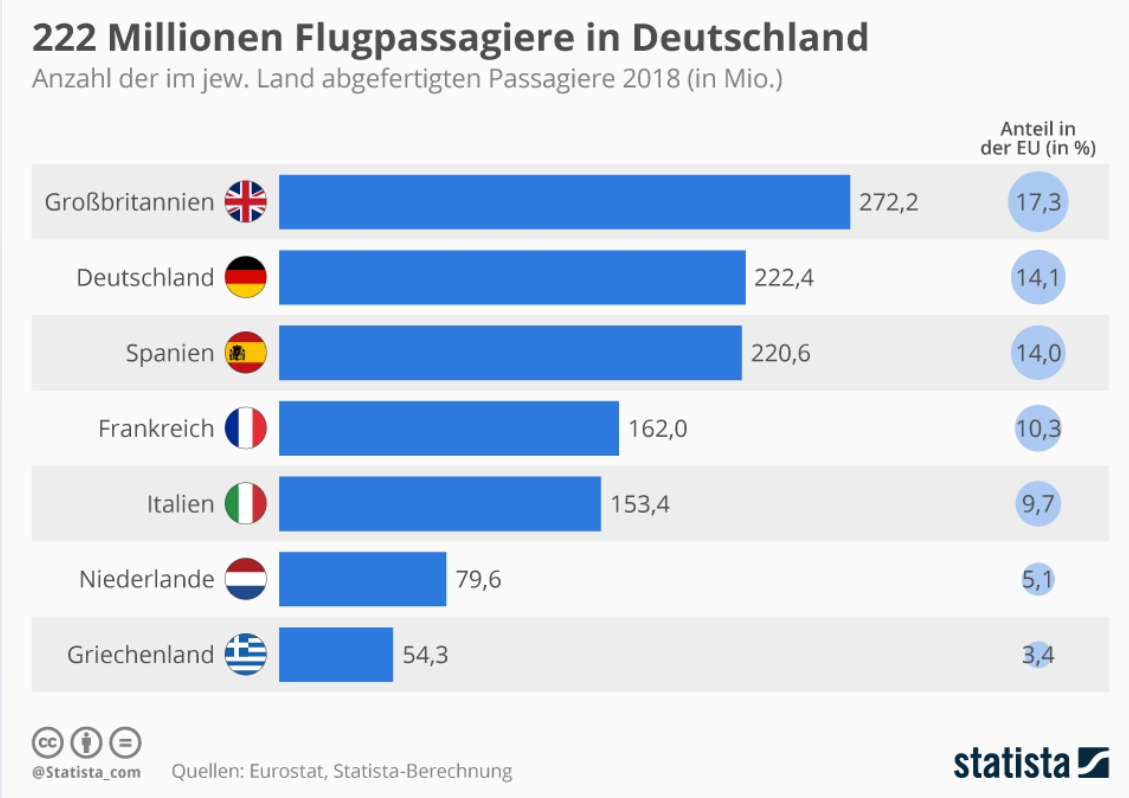 222 Millionen Flugpassagiere in Deutschland
Anzahl der im jew. Land abgefertigten Passagiere 2018 (in Mio.)
Anteil in
der EU (in %)
Großbritannien 272,2 17,3
Deutschland 222,4 14,1
Spanien 220,6 14,0
Frankreich 162,0 10,3
Italien 153,4 9,7
Niederlande 79,6 5,1
Griechenland 54,3 3,4
cc
@Statista_com Quellen: Eurostat, Statista-Berechnung
statista